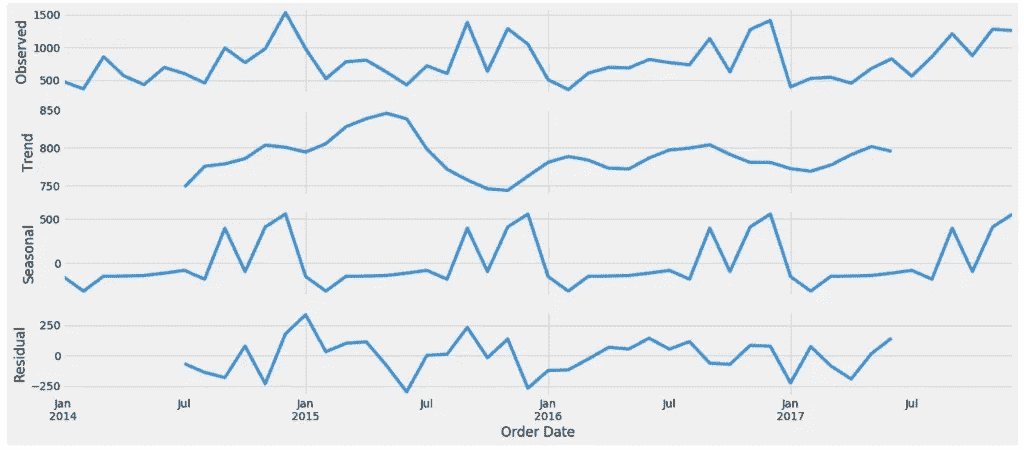 Observed
1500
1000
500
Trend
850
800
750
Seasonal
500
0
Residual
250
0
−250
Jan
2014
Jul
Jan
2015
Jul
Jan
2016
Jul
Jan
2017
Jul
Order Date